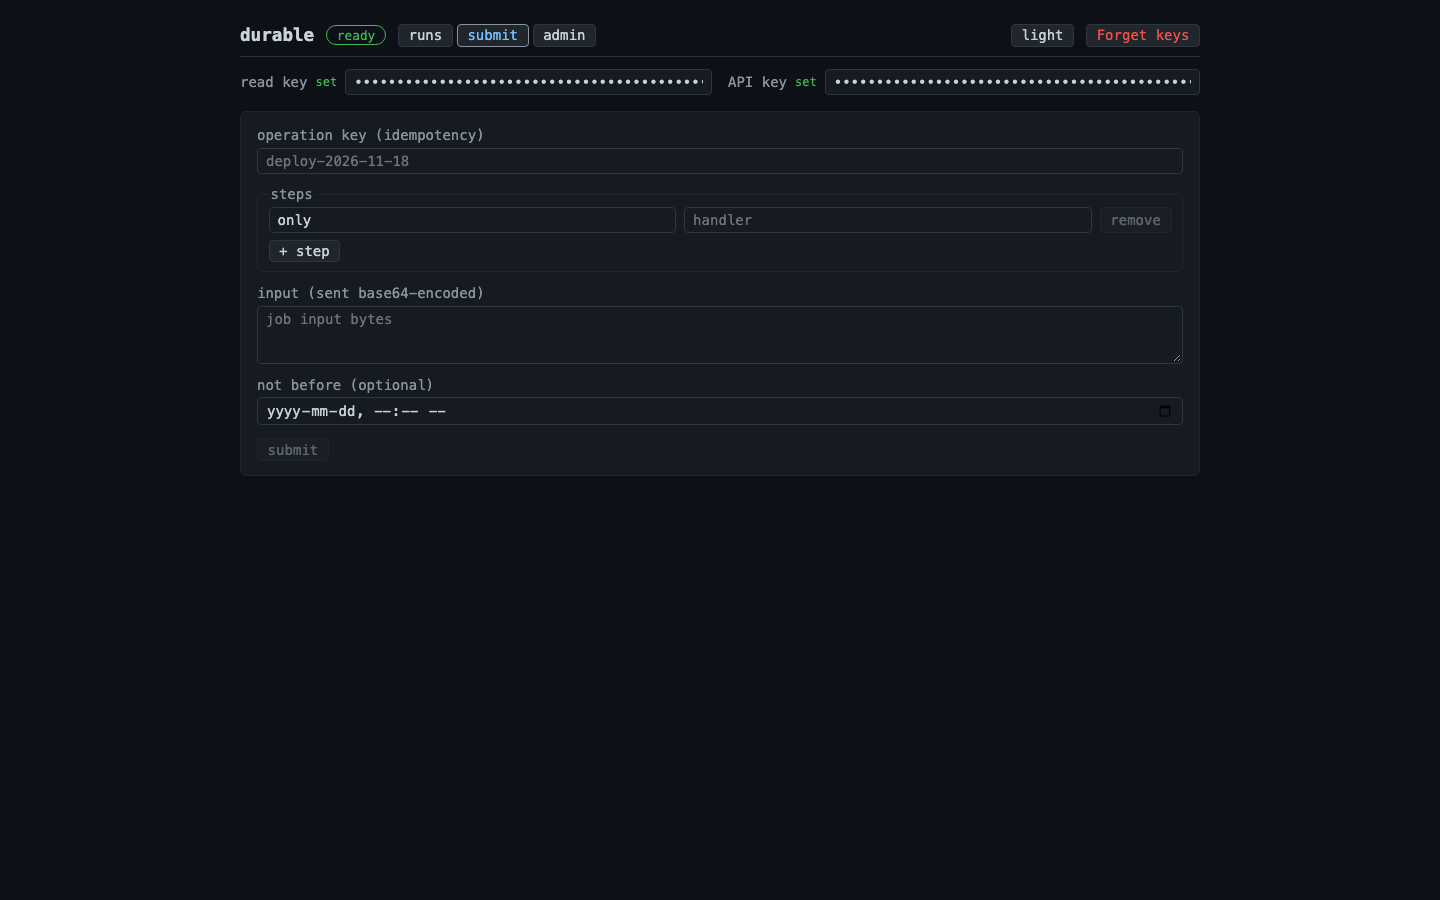 durable ready runs submit admin light Forget keys
read key set •••••••••••••••••••••••••••••••••••••••••• API key set •••••••••••••••••••••••••••••••••••••••••••
operation key (idempotency)
deploy-2026-11-18
steps
only handler remove
+ step
input (sent base64-encoded)
job input bytes
not before (optional)
yyyy-mm-dd, --:-- --
submit